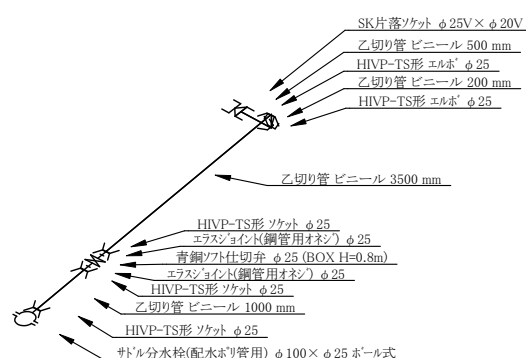 SK片落ソケット φ25V×φ20V
乙切り管 ビニール 500 mm
HIVP-TS形 エルボ φ25
乙切り管 ビニール 200 mm
HIVP-TS形 エルボ φ25
乙切り管 ビニール 3500 mm
HIVP-TS形 ソケット φ25
エラスジョイント(鋼管用オネジ) φ25
青銅ソフト仕切弁 φ25 (BOX H=0.8m)
エラスジョイント(鋼管用オネジ) φ25
HIVP-TS形 ソケット φ25
乙切り管 ビニール 1000 mm
HIVP-TS形 ソケット φ25
サドル分水栓(配水ポリ管用) φ100×φ25 ボール式